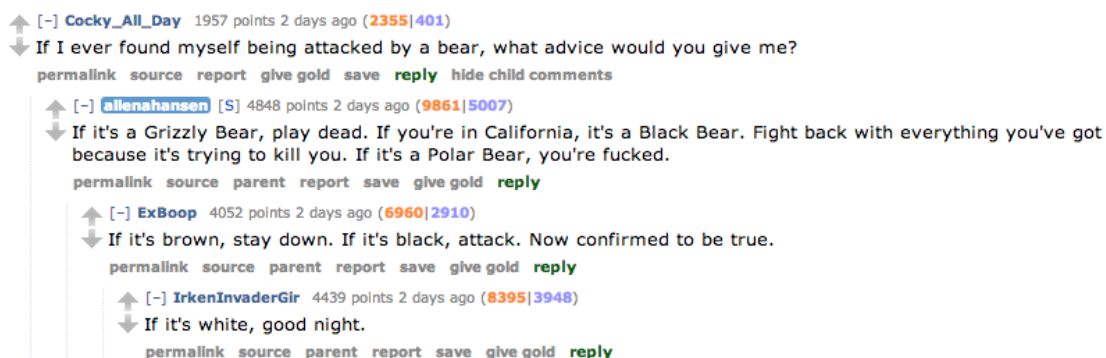 [-] Cocky_All_Day 1957 points 2 days ago (2355|401)
If I ever found myself being attacked by a bear, what advice would you give me?
permalink source report give gold save reply hide child comments
[-] allenahansen [S] 4848 points 2 days ago (9861|5007)
If it's a Grizzly Bear, play dead. If you're in California, it's a Black Bear. Fight back with everything you've got
because it's trying to kill you. If it's a Polar Bear, you're fucked.
permalink source parent report save give gold reply
[-] ExBoop 4052 points 2 days ago (6960|2910)
If it's brown, stay down. If it's black, attack. Now confirmed to be true.
permalink source parent report save give gold reply
[-] IrkenInvaderGir 4439 points 2 days ago (8395|3948)
If it's white, good night.
permalink source parent report save give gold reply